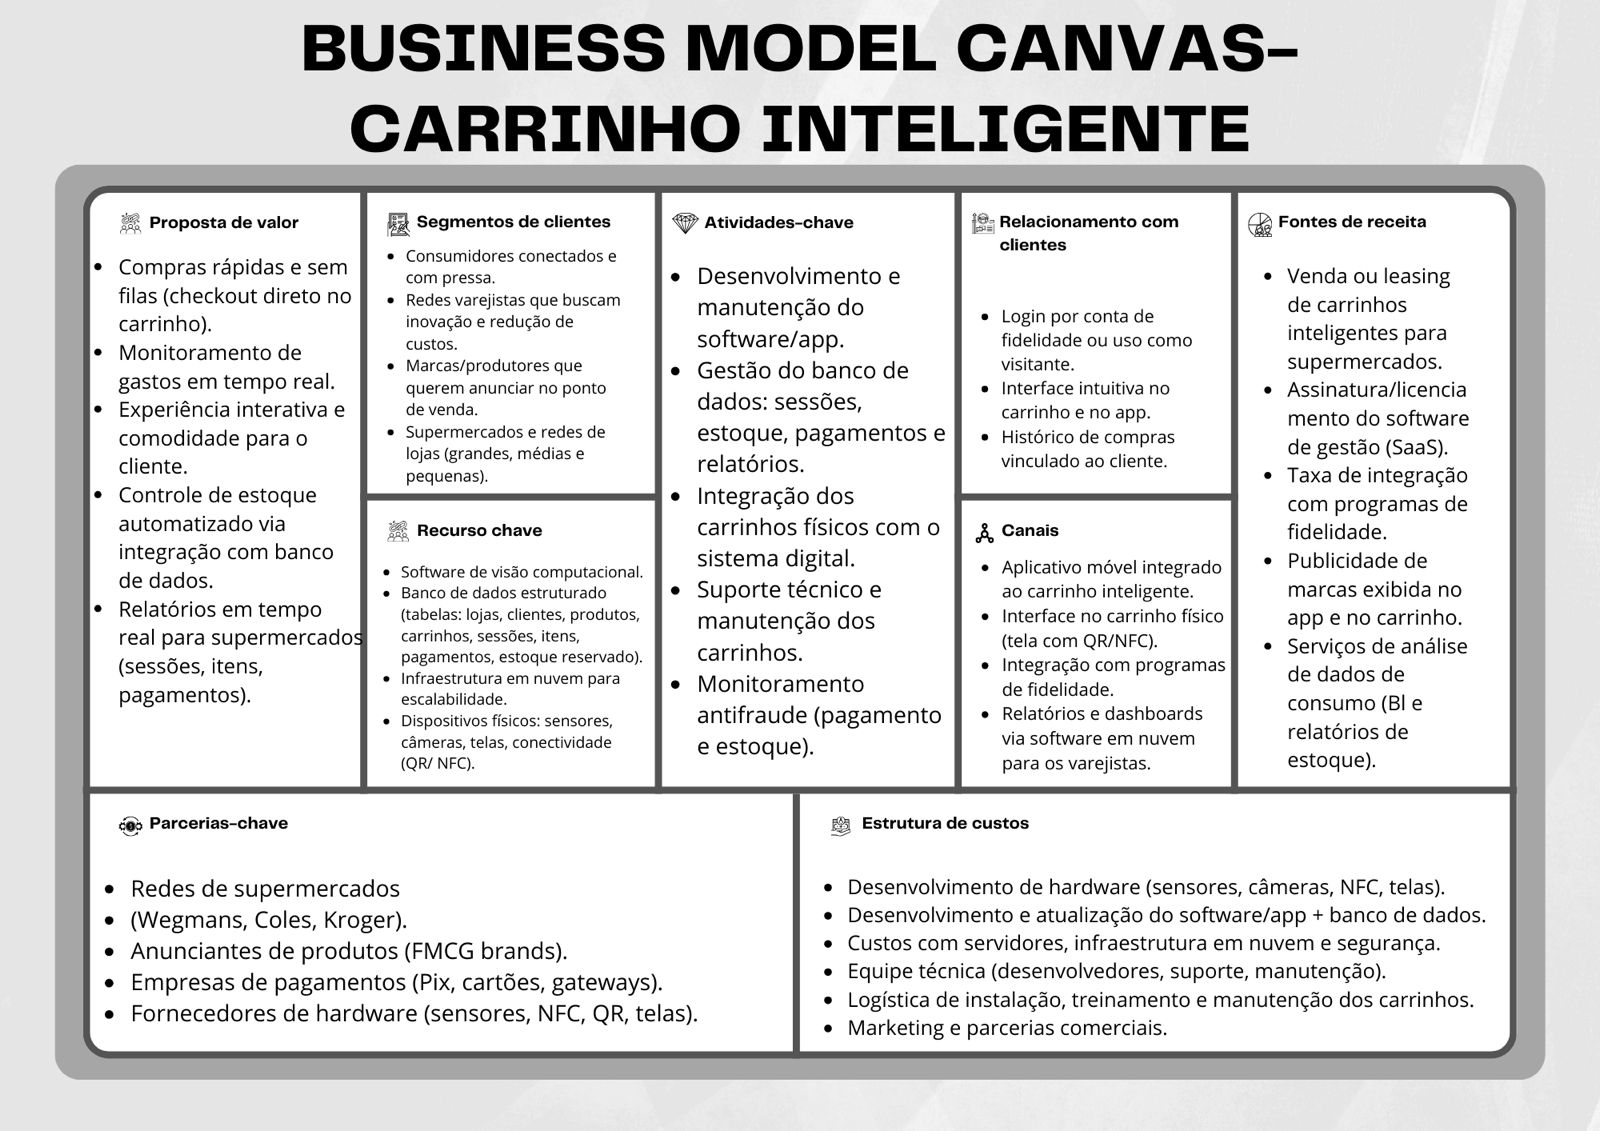 BUSINESS MODEL CANVAS-
CARRINHO INTELIGENTE
Proposta de valor
• Compras rápidas e sem
filas (checkout direto no
carrinho).
• Monitoramento de
gastos em tempo real.
• Experiência interativa e
comodidade para o
cliente.
• Controle de estoque
automatizado via
integração com banco
de dados.
• Relatórios em tempo
real para supermercados
(sessões, itens,
pagamentos).
Segmentos de clientes
• Consumidores conectados e
com pressa.
• Redes varejistas que buscam
inovação e redução de
custos.
• Marcas/produtores que
querem anunciar no ponto
de venda.
• Supermercados e redes de
lojas (grandes, médias e
pequenas).
Recurso chave
• Software de visão computacional.
• Banco de dados estruturado
(tabelas: lojas, clientes, produtos,
carrinhos, sessões, itens,
pagamentos, estoque reservado).
• Infraestrutura em nuvem para
escalabilidade.
• Dispositivos físicos: sensores,
câmeras, telas, conectividade
(QR/ NFC).
Atividades-chave
• Desenvolvimento e
manutenção do
software/app.
• Gestão do banco de
dados: sessões,
estoque, pagamentos e
relatórios.
• Integração dos
carrinhos físicos com o
sistema digital.
• Suporte técnico e
manutenção dos
carrinhos.
• Monitoramento
antifraude (pagamento
e estoque).
Relacionamento com
clientes
• Login por conta de
fidelidade ou uso como
visitante.
• Interface intuitiva no
carrinho e no app.
• Histórico de compras
vinculado ao cliente.
Canais
• Aplicativo móvel integrado
ao carrinho inteligente.
• Interface no carrinho físico
(tela com QR/NFC).
• Integração com programas
de fidelidade.
• Relatórios e dashboards
via software em nuvem
para os varejistas.
Fontes de receita
• Venda ou leasing
de carrinhos
inteligentes para
supermercados.
• Assinatura/licencia
mento do software
de gestão (SaaS).
• Taxa de integração
com programas de
fidelidade.
• Publicidade de
marcas exibida no
app e no carrinho.
• Serviços de análise
de dados de
consumo (Bl e
relatórios de
estoque).
Parcerias-chave
• Redes de supermercados
• (Wegmans, Coles, Kroger).
• Anunciantes de produtos (FMCG brands).
• Empresas de pagamentos (Pix, cartões, gateways).
• Fornecedores de hardware (sensores, NFC, QR, telas).
Estrutura de custos
• Desenvolvimento de hardware (sensores, câmeras, NFC, telas).
• Desenvolvimento e atualização do software/app + banco de dados.
• Custos com servidores, infraestrutura em nuvem e segurança.
• Equipe técnica (desenvolvedores, suporte, manutenção).
• Logística de instalação, treinamento e manutenção dos carrinhos.
• Marketing e parcerias comerciais.